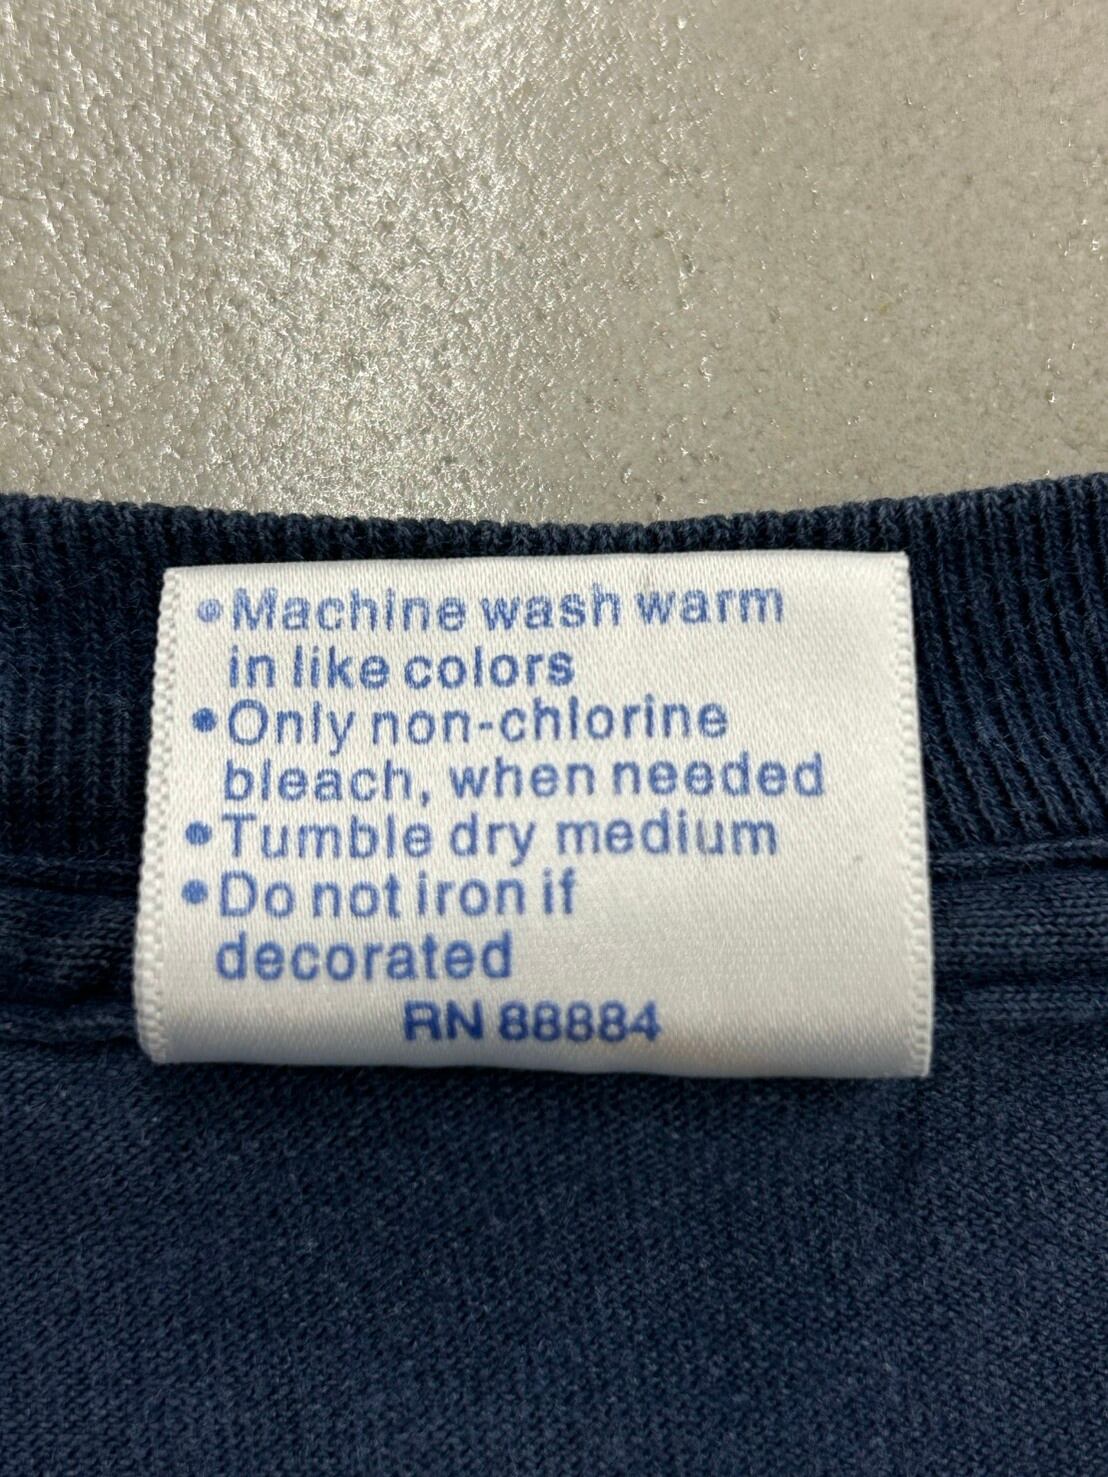 •Machine wash warm
in like colors
•Only non-chlorine
bleach, when needed
•Tumble dry medium
•Do not iron if
decorated
RN 88884